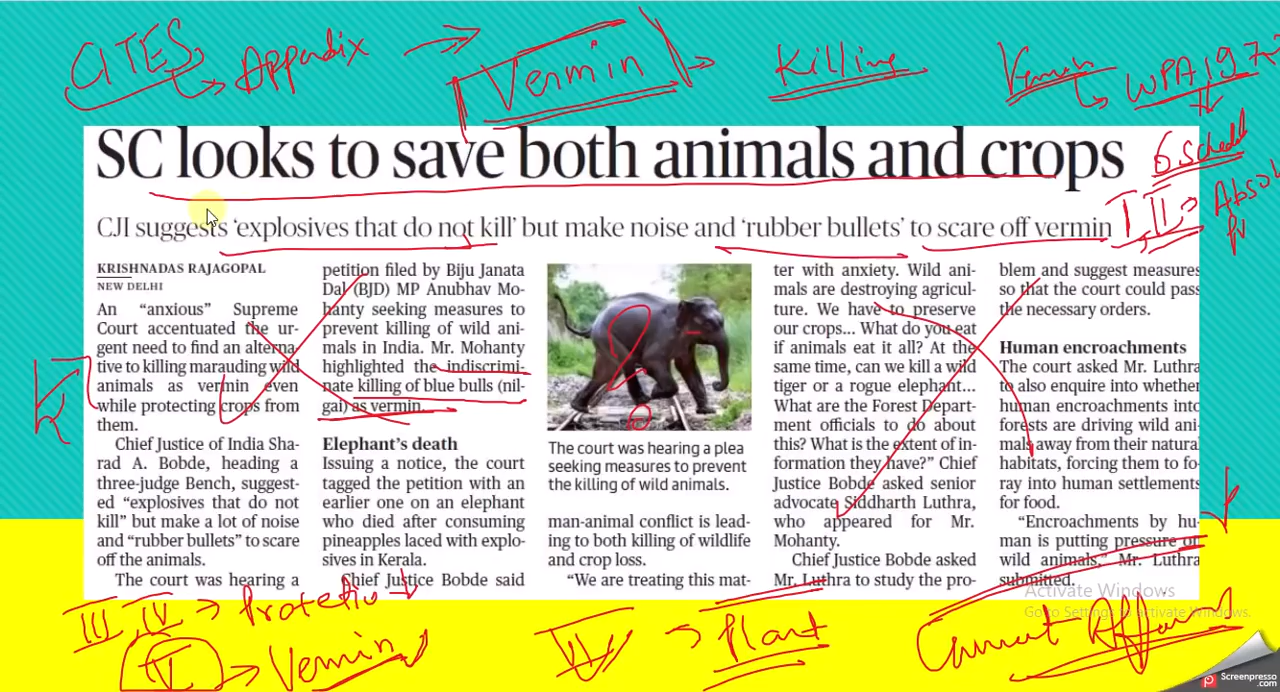 CITES
Appendix
Vermin
Killing
Vermin
WPA 197
6 Sched
SC looks to save both animals and crops
I, II
CJI suggests ‘explosives that do not kill’ but make noise and ‘rubber bullets’ to scare off vermin
KRISHNADAS RAJAGOPAL
NEW DELHI
An “anxious” Supreme
Court accentuated the ur-
gent need to find an alterna-
tive to killing marauding wild
animals as vermin even
while protecting crops from
them.
Chief Justice of India Sha-
rad A. Bobde, heading a
three-judge Bench, suggest-
ed “explosives that do not
kill” but make a lot of noise
and “rubber bullets” to scare
off the animals.
The court was hearing a
petition filed by Biju Janata
Dal (BJD) MP Anubhav Mo-
hanty seeking measures to
prevent killing of wild ani-
mals in India. Mr. Mohanty
highlighted the indiscrimi-
nate killing of blue bulls (nil-
gai) as vermin.
Elephant’s death
Issuing a notice, the court
tagged the petition with an
earlier one on an elephant
who died after consuming
pineapples laced with explo-
sives in Kerala.
Chief Justice Bobde said
The court was hearing a plea
seeking measures to prevent
the killing of wild animals.
man-animal conflict is lead-
ing to both killing of wildlife
and crop loss.
“We are treating this mat-
ter with anxiety. Wild ani-
mals are destroying agricul-
ture. We have to preserve
our crops... What do you eat
if animals eat it all? At the
same time, can we kill a wild
tiger or a rogue elephant...
What are the Forest Depart-
ment officials to do about
this? What is the extent of in-
formation they have?” Chief
Justice Bobde asked senior
advocate Siddharth Luthra,
who appeared for Mr.
Mohanty.
Chief Justice Bobde asked
Mr. Luthra to study the pro-
blem and suggest measures
so that the court could pass
the necessary orders.
Human encroachments
The court asked Mr. Luthra
to also enquire into whether
human encroachments into
forests are driving wild ani-
mals away from their natural
habitats, forcing them to fo-
ray into human settlements
for food.
“Encroachments by hu-
man is putting pressure on
wild animals,” Mr. Luthra
submitted.
III, IV
V
Vermin
VI
Plant
Current Affairs
Activate Windows
Go to Settings to activate Windows.
Screenpresso
.com